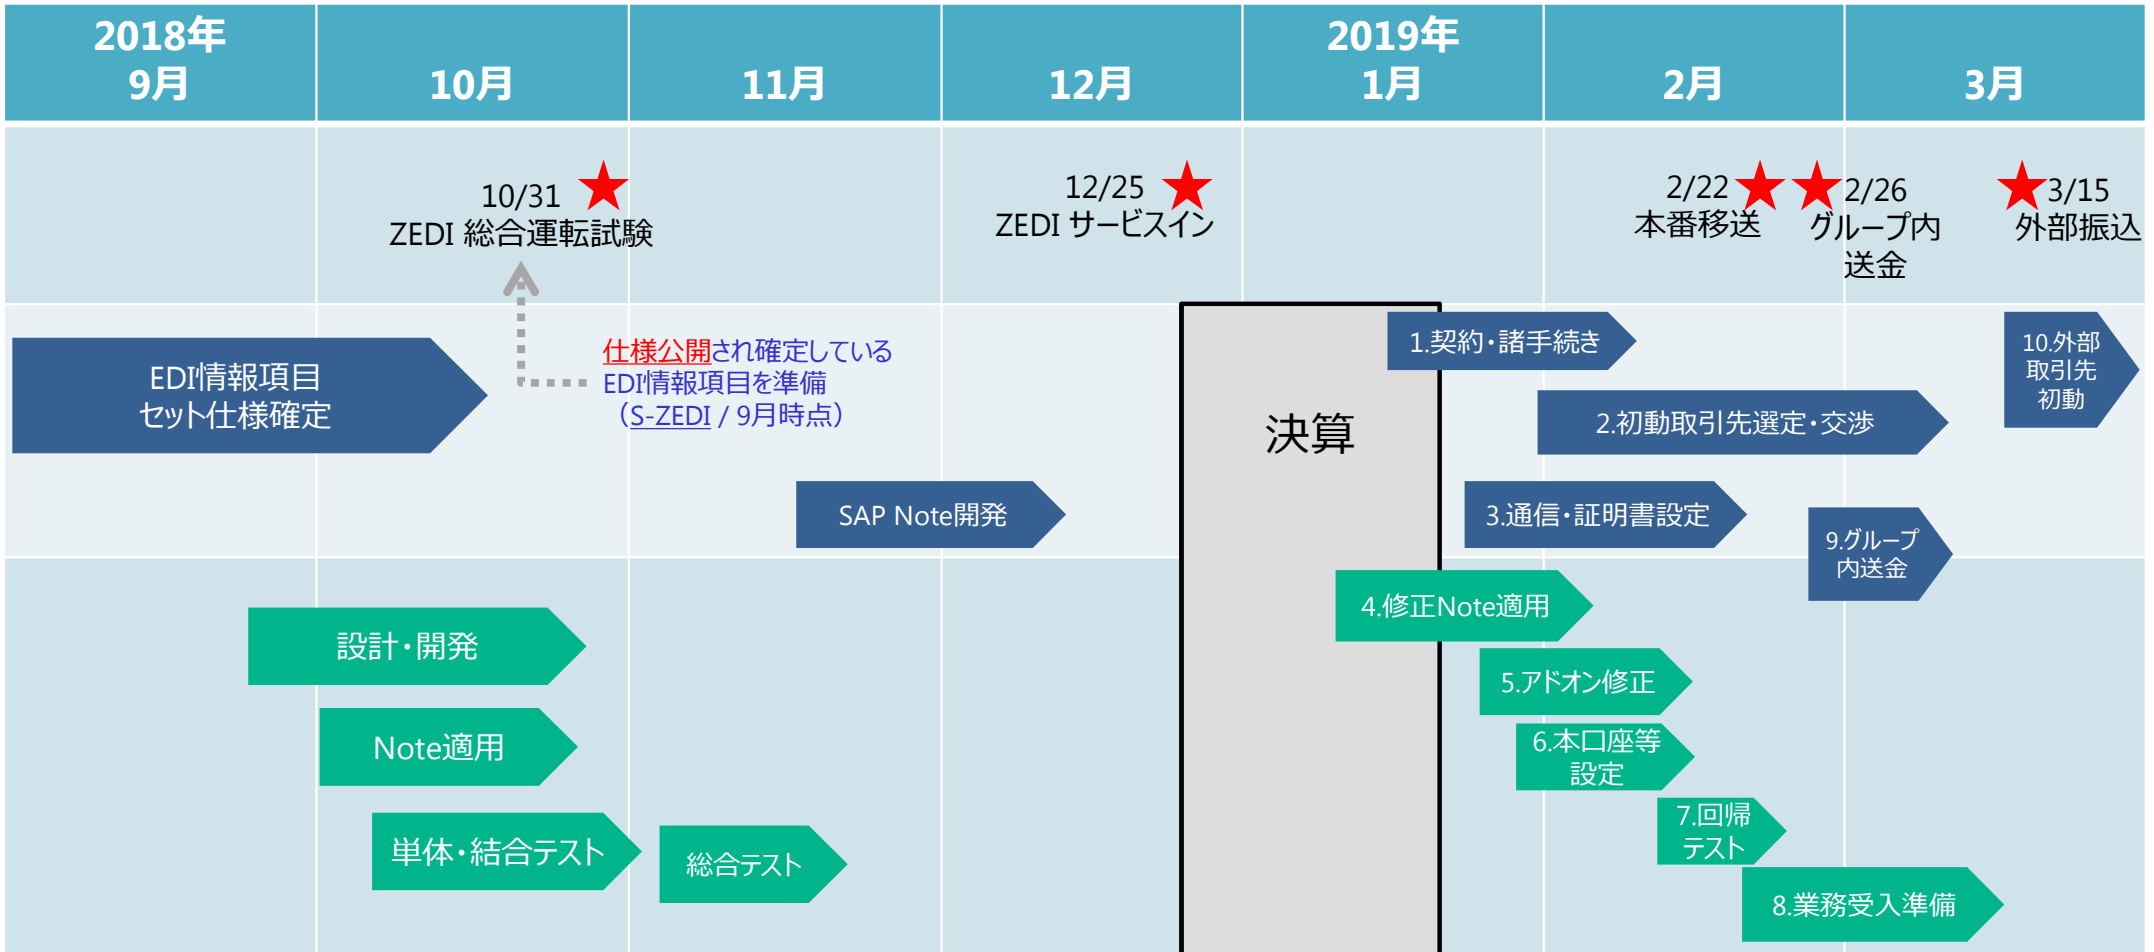 2018年
9月
10月
11月
12月
2019年
1月
2月
3月
10/31
ZEDI 総合運転試験
12/25
ZEDI サービスイン
2/22
本番移送
2/26
グループ内
送金
3/15
外部振込
EDI情報項目
セット仕様確定
仕様公開され確定している
EDI情報項目を準備
（S-ZEDI / 9月時点）
SAP Note開発
決算
1.契約・諸手続き
2.初動取引先選定・交渉
3.通信・証明書設定
10.外部
取引先
初動
9.グループ
内送金
設計・開発
Note適用
単体・結合テスト
総合テスト
4.修正Note適用
5.アドオン修正
6.本口座等
設定
7.回帰
テスト
8.業務受入準備